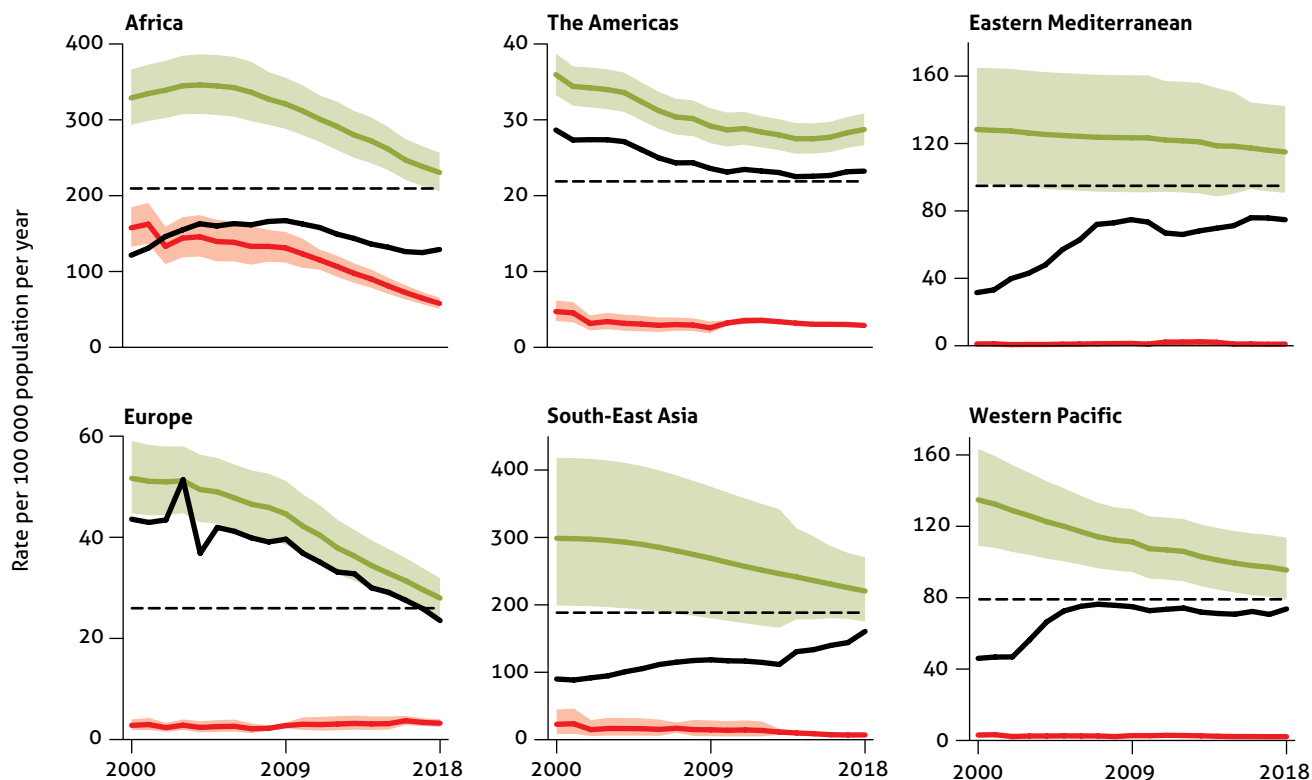 Rate per 100 000 population per year
Africa
400
300
200
100
0
The Americas
40
30
20
10
0
Eastern Mediterranean
160
120
80
40
0
Europe
60
40
20
0
2000 2009 2018
South-East Asia
400
300
200
100
0
2000 2009 2018
Western Pacific
160
120
80
40
0
2000 2009 2018